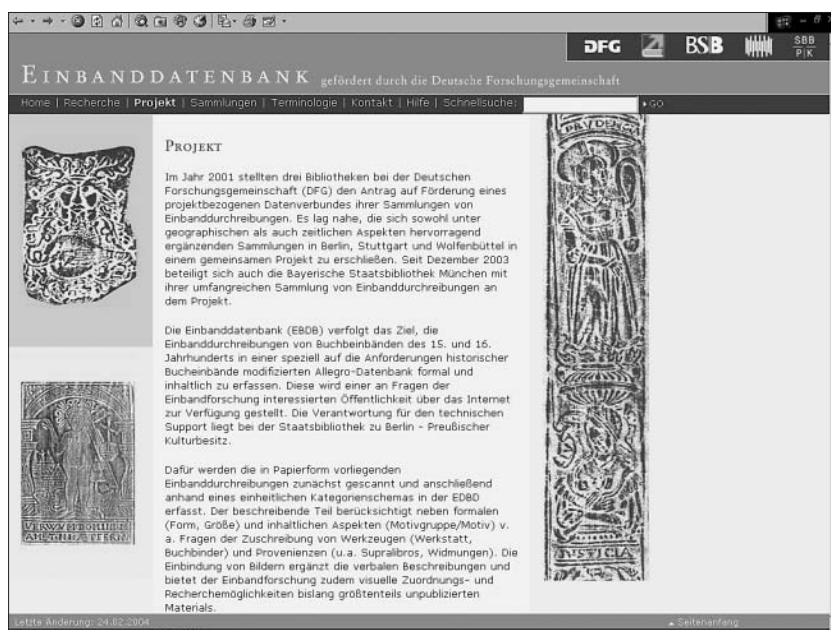 DFG BSB SBB PK
EINBANDDATENBANK gefördert durch die Deutsche Forschungsgemeinschaft
Home | Recherche | Projekt | Sammlungen | Terminologie | Kontakt | Hilfe | Schnellsuche: GO
PROJEKT
Im Jahr 2001 stellten drei Bibliotheken bei der Deutschen
Forschungsgemeinschaft (DFG) den Antrag auf Förderung eines
projektbezogenen Datenverbundes ihrer Sammlungen von
Einbanddurchreibungen. Es lag nahe, die sich sowohl unter
geographischen als auch zeitlichen Aspekten hervorragend
ergänzenden Sammlungen in Berlin, Stuttgart und Wolfenbüttel in
einem gemeinsamen Projekt zu erschließen. Seit Dezember 2003
beteiligt sich auch die Bayerische Staatsbibliothek München mit
ihrer umfangreichen Sammlung von Einbanddurchreibungen an
dem Projekt.
Die Einbanddatenbank (EBDB) verfolgt das Ziel, die
Einbanddurchreibungen von Buchbeinbänden des 15. und 16.
Jahrhunderts in einer speziell auf die Anforderungen historischer
Bucheinbände modifizierten Allegro-Datenbank formal und
inhaltlich zu erfassen. Diese wird einer an Fragen der
Einbandforschung interessierten Öffentlichkeit über das Internet
zur Verfügung gestellt. Die Verantwortung für den technischen
Support liegt bei der Staatsbibliothek zu Berlin - Preußischer
Kulturbesitz.
Dafür werden die in Papierform vorliegenden
Einbanddurchreibungen zunächst gescannt und anschließend
anhand eines einheitlichen Kategorienschemas in der EDBD
erfasst. Der beschreibende Teil berücksichtigt neben formalen
(Form, Größe) und inhaltlichen Aspekten (Motivgruppe/Motiv) v.
a. Fragen der Zuschreibung von Werkzeugen (Werkstatt,
Buchbinder) und Provenienzen (u.a. Supralibros, Widmungen). Die
Einbindung von Bildern ergänzt die verbalen Beschreibungen und
bietet der Einbandforschung zudem visuelle Zuordnungs- und
Recherchemöglichkeiten bislang größtenteils unpublizierten
Materials.
PRVDENCIA
IVSTICIA
Letzte Änderung: 24.02.2004 Seitenanfang